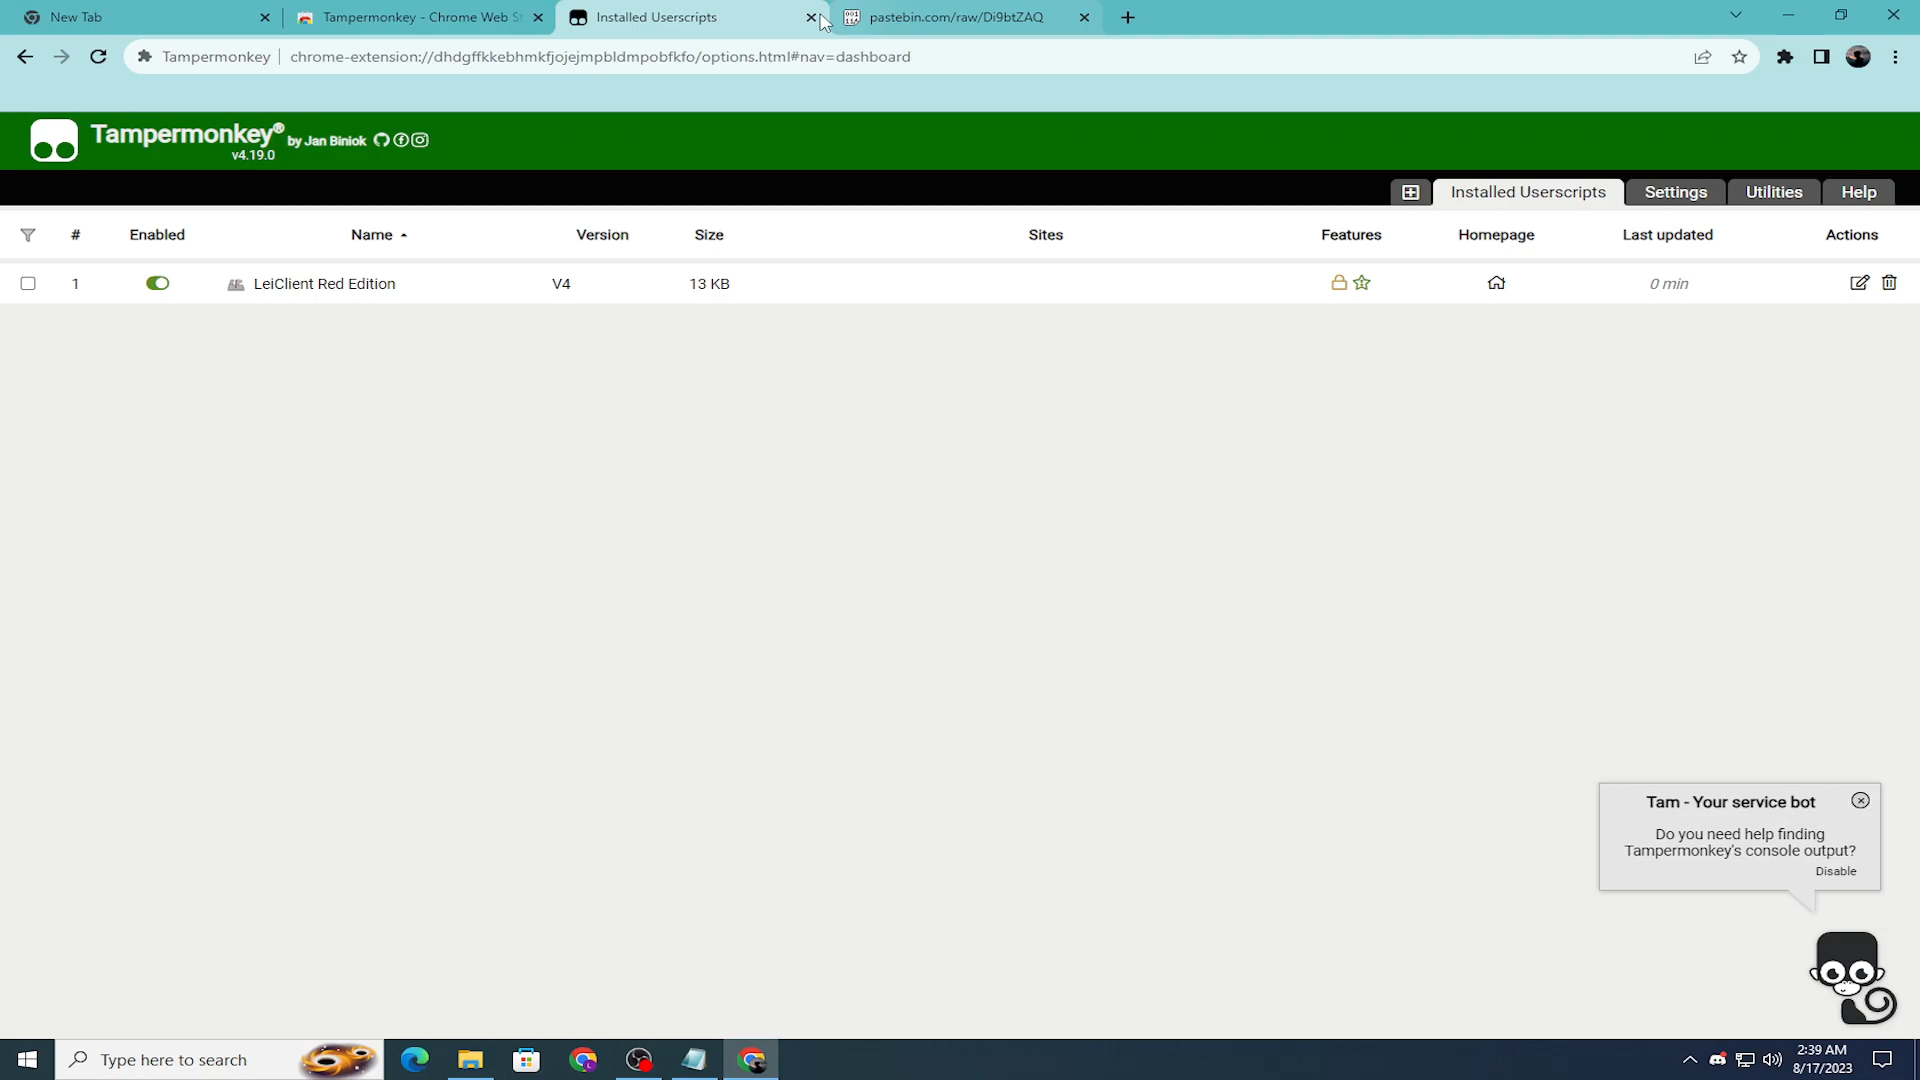 New Tab
Tampermonkey - Chrome Web St
Installed Userscripts
pastebin.com/raw/Di9btZAQ
Tampermonkey
chrome-extension://dhdgffkkebhmkfjojejmpbldmpobfkfo/options.html#nav=dashboard
Tampermonkey® by Jan Biniok
v4.19.0
Installed Userscripts
Settings
Utilities
Help
# Enabled Name Version Size Sites Features Homepage Last updated Actions
1 LeiClient Red Edition V4 13 KB 0 min
Tam - Your service bot
Do you need help finding
Tampermonkey's console output?
Disable
Type here to search
2:39 AM
8/17/2023